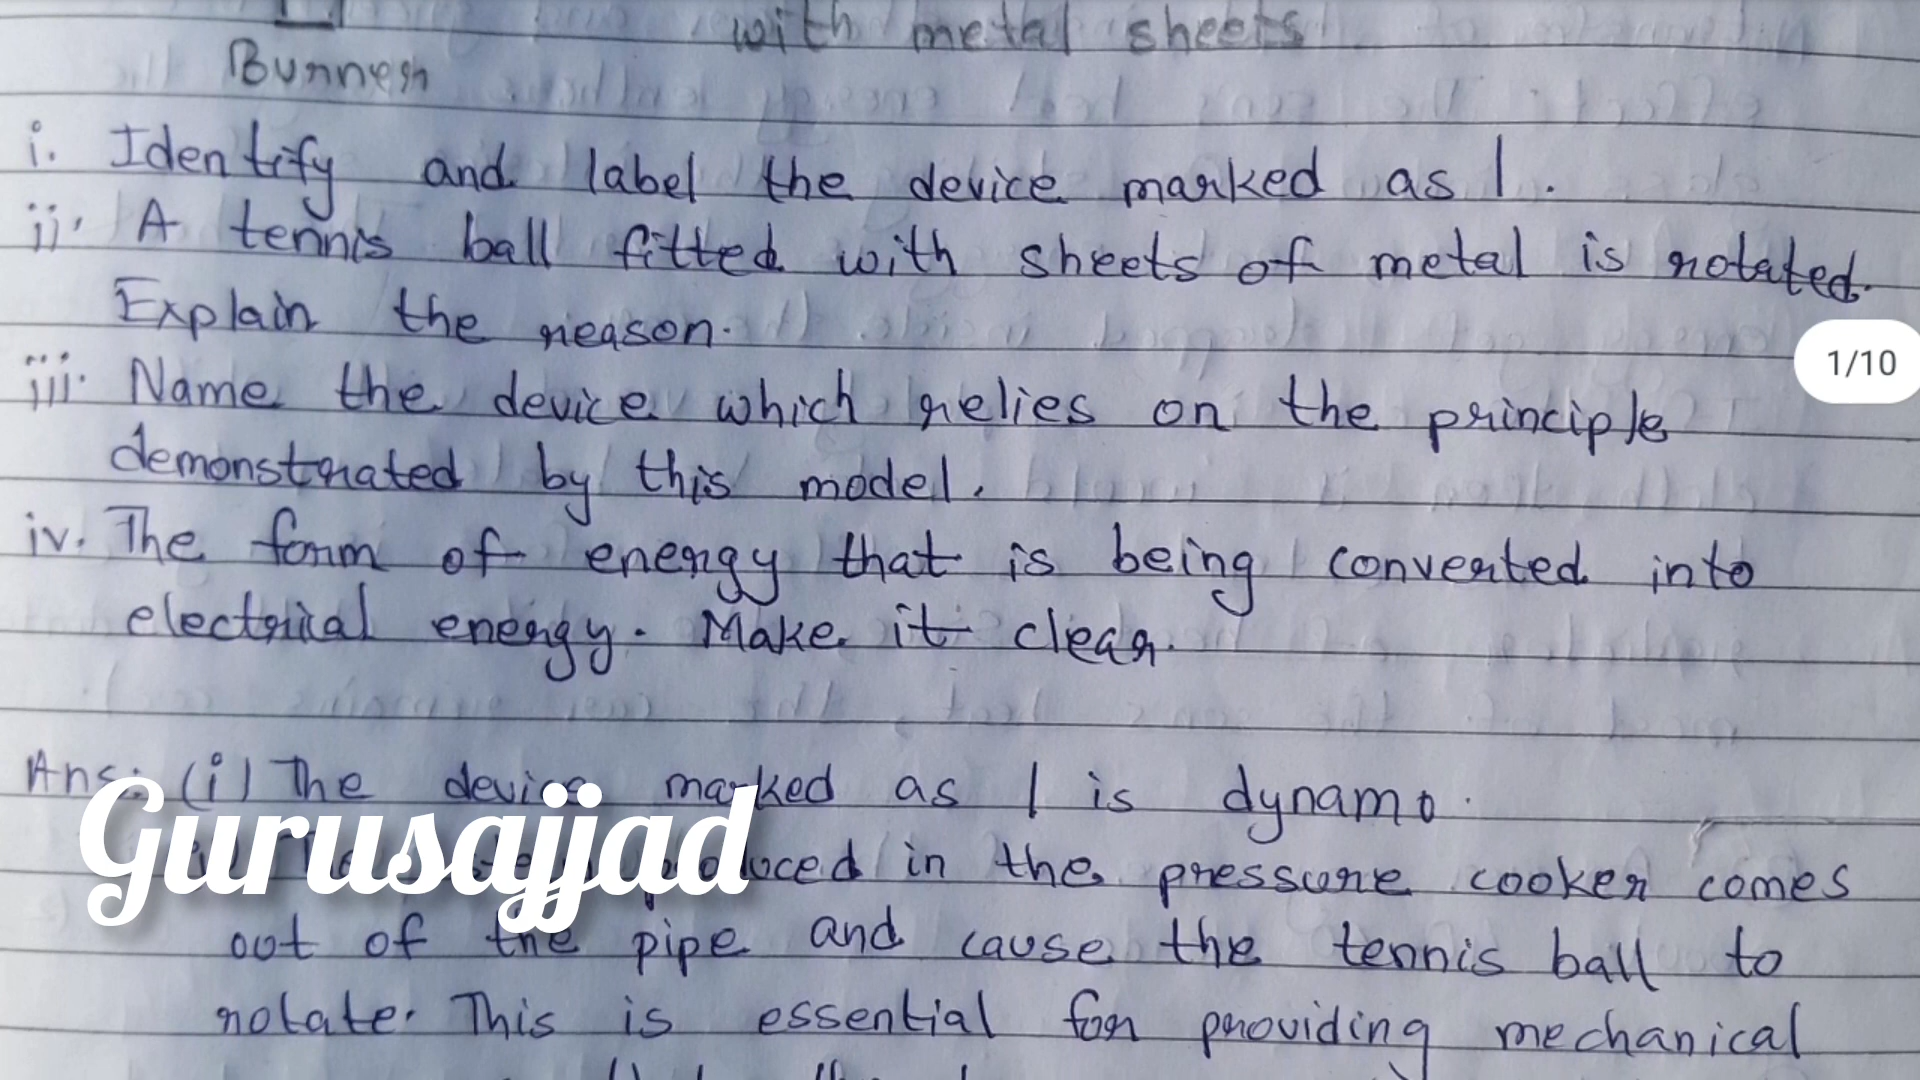 with metal sheets
Burner
i. Identify and label the device marked as 1.
ii. A tennis ball fitted with sheets of metal is rotated.
Explain the reason.
iii. Name the device which relies on the principle
1/10
demonstrated by this model.
iv. The form of energy that is being converted into
electrical energy. Make it clear.
Ans: (i) The device marked as 1 is dynamo.
Gurusajjad
produced in the pressure cooker comes
out of the pipe and cause the tennis ball to
rotate. This is essential for providing mechanical